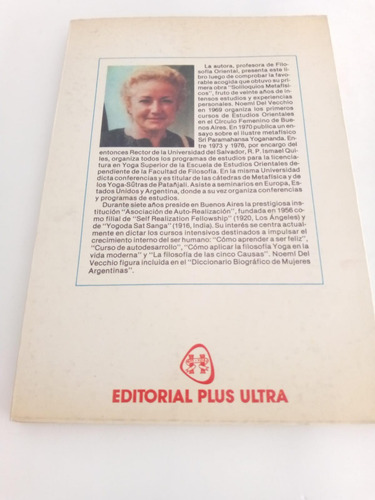 La autora, profesora de Filo-
sofía Oriental, presenta este li-
bro luego de comprobar la favo-
rable acogida que obtuvo su pri-
mera obra "Soliloquios Metafísi-
cos", fruto de veinte años de in-
tensos estudios y experiencias
personales. Noemí Del Vecchio
en 1969 organiza los primeros
cursos de Estudios Orientales
en el Círculo Femenino de Bue-
nos Aires. En 1970 publica un en-
sayo sobre el ilustre metafísico
Sri Paramahansa Yogananda. En-
tre 1973 y 1976, por encargo del
entonces Rector de la Universidad del Salvador, R. P. Ismael Qui-
les, organiza todos los programas de estudios para la licencia-
tura en Yoga Superior de la Escuela de Estudios Orientales de-
pendiente de la Facultad de Filosofía. En la misma Universidad
dicta conferencias y es titular de las cátedras de Metafísica y de
los Yoga-Sûtras de Patañjali. Asiste a seminarios en Europa, Es-
tados Unidos y Argentina, donde a su vez organiza conferencias
y programas de estudios.
Durante siete años preside en Buenos Aires la prestigiosa ins-
titución "Asociación de Auto-Realización", fundada en 1956 co-
mo filial de "Self Realization Fellowship" (1920, Los Angeles) y
de "Yogoda Sat Sanga" (1916, India). Su interés se centra actual-
mente en dictar los cursos intensivos destinados a impulsar el
crecimiento interno del ser humano: "Cómo aprender a ser feliz",
"Curso de autodesarrollo", "Cómo aplicar la filosofía Yoga en la
vida moderna" y "La filosofía de las cinco Causas". Noemí Del
Vecchio figura incluida en el "Diccionario Biográfico de Mujeres
Argentinas".
EDITORIAL PLUS ULTRA